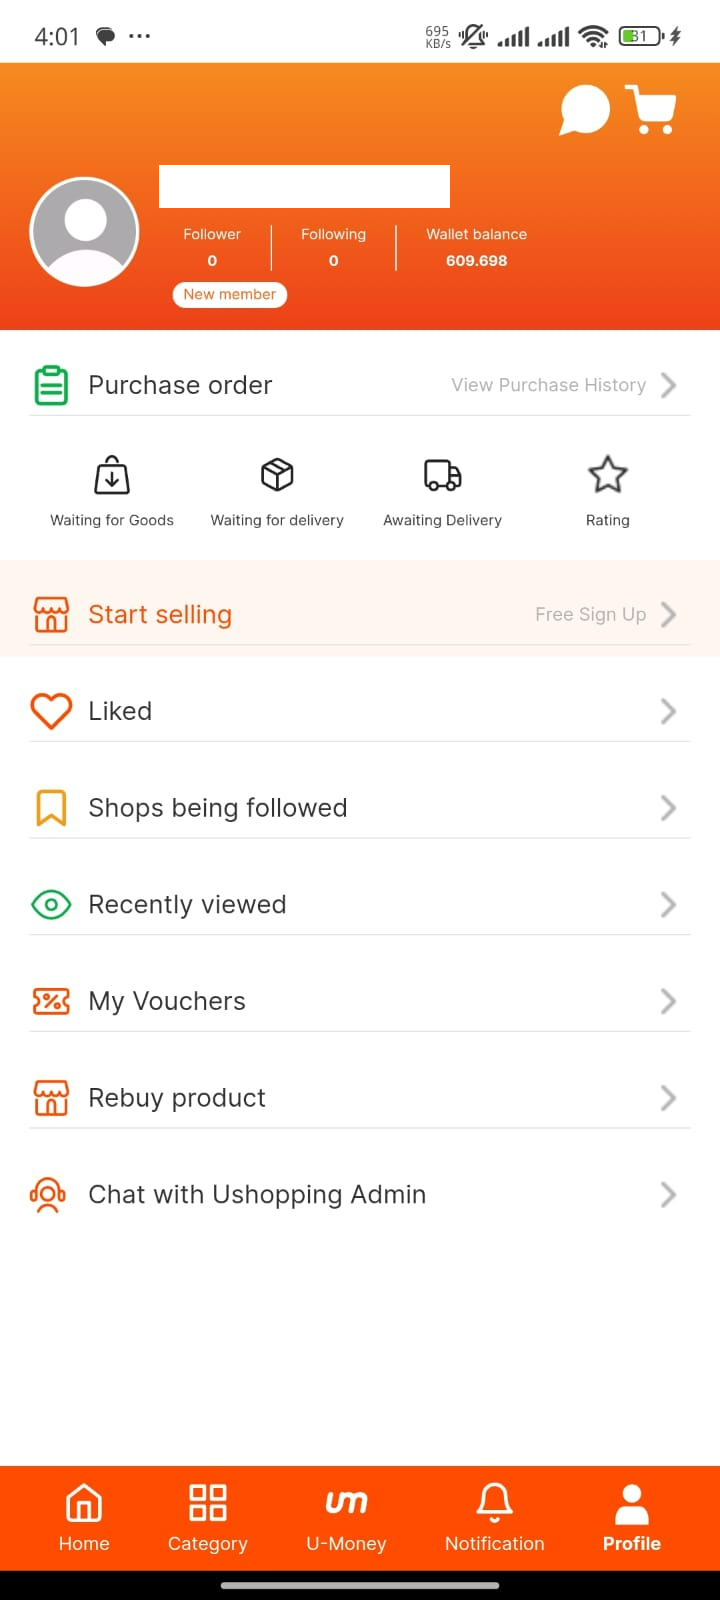 4:01 695 KB/s 31
Follower Following Wallet balance
0 0 609.698
New member
Purchase order View Purchase History
Waiting for Goods Waiting for delivery Awaiting Delivery Rating
Start selling Free Sign Up
Liked
Shops being followed
Recently viewed
My Vouchers
Rebuy product
Chat with Ushopping Admin
um
Home Category U-Money Notification Profile